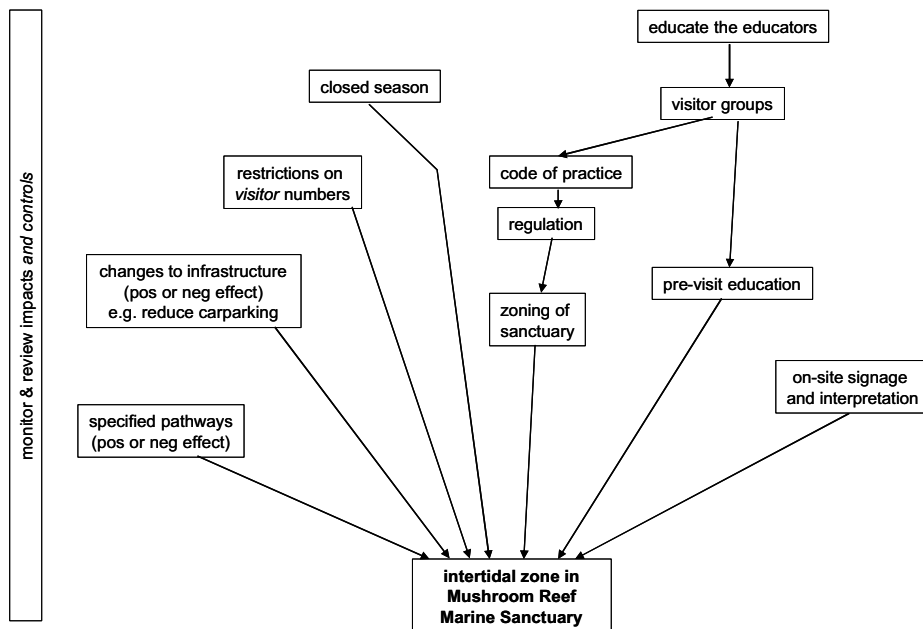 educate the educators
closed season
visitor groups
restrictions on
visitor numbers
code of practice
regulation
changes to infrastructure
(pos or neg effect)
e.g. reduce carparking
pre-visit education
zoning of
sanctuary
on-site signage
and interpretation
specified pathways
(pos or neg effect)
monitor & review impacts and controls
intertidal zone in
Mushroom Reef
Marine Sanctuary